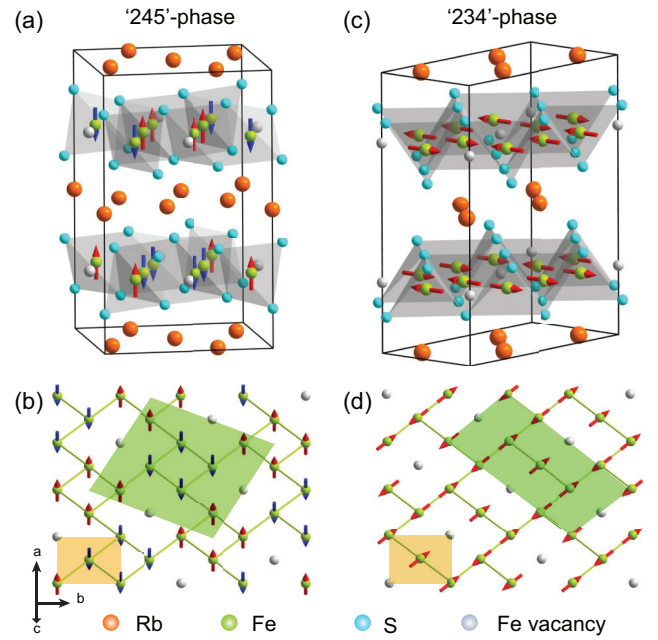 (a) '245'-phase
(c) '234'-phase
(b)
(d)
a
b
c
Rb Fe S Fe vacancy